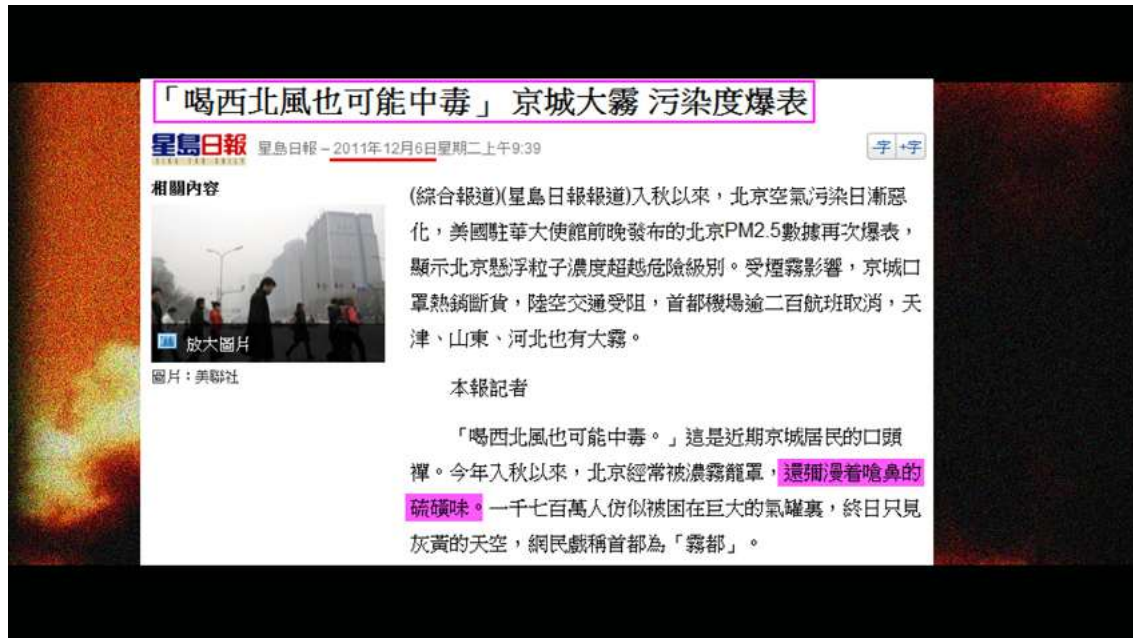 「喝西北風也可能中毒」 京城大霧 污染度爆表
星島日報
SING TAO DAILY
星島日報 – 2011年12月6日星期二上午9:39
-字 +字
相關內容
放大圖片
圖片：美聯社
(綜合報道)(星島日報報道)入秋以來，北京空氣污染日漸惡
化，美國駐華大使館前晚發布的北京PM2.5數據再次爆表，
顯示北京懸浮粒子濃度超越危險級別。受煙霧影響，京城口
罩熱銷斷貨，陸空交通受阻，首都機場逾二百航班取消，天
津、山東、河北也有大霧。
本報記者
「喝西北風也可能中毒。」這是近期京城居民的口頭
禪。今年入秋以來，北京經常被濃霧籠罩，還彌漫着嗆鼻的
硫磺味。一千七百萬人仿似被困在巨大的氣罐裏，終日只見
灰黃的天空，網民戲稱首都為「霧都」。